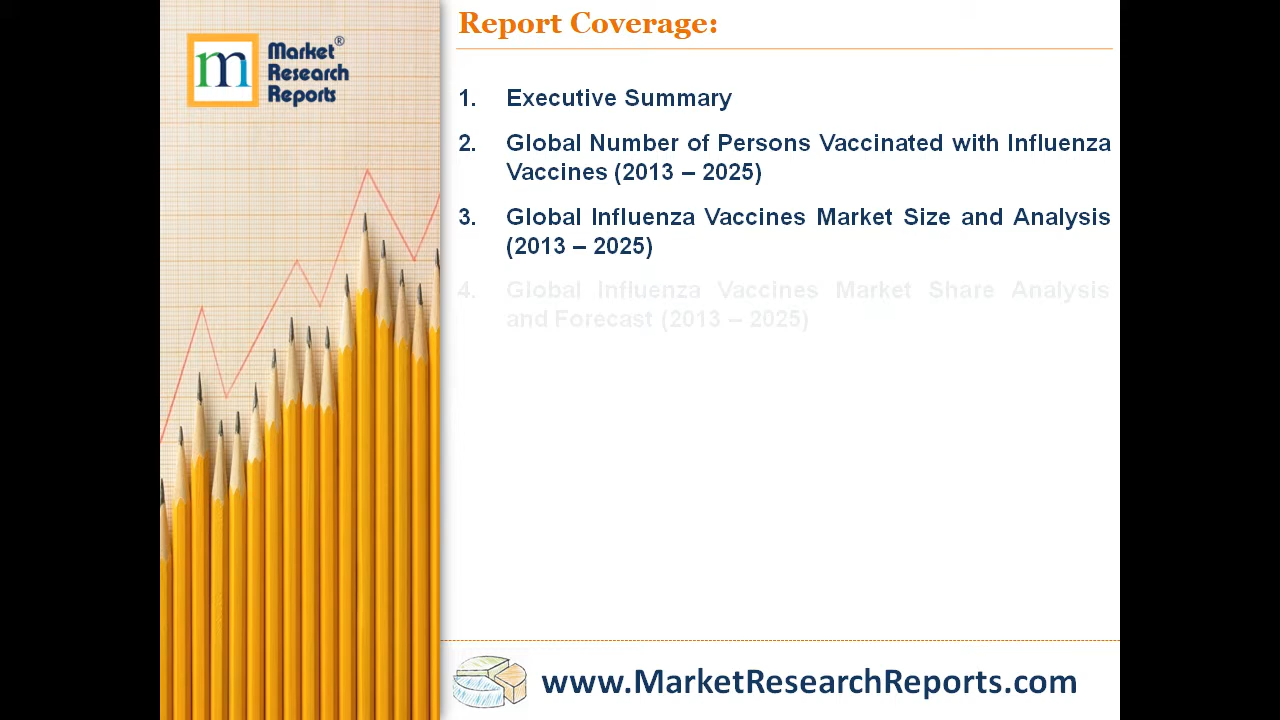 Report Coverage:
m
Market®
Research
Reports
1. Executive Summary
2. Global Number of Persons Vaccinated with Influenza
Vaccines (2013 – 2025)
3. Global Influenza Vaccines Market Size and Analysis
(2013 – 2025)
4. Global Influenza Vaccines Market Share Analysis
and Forecast (2013 – 2025)
www.MarketResearchReports.com